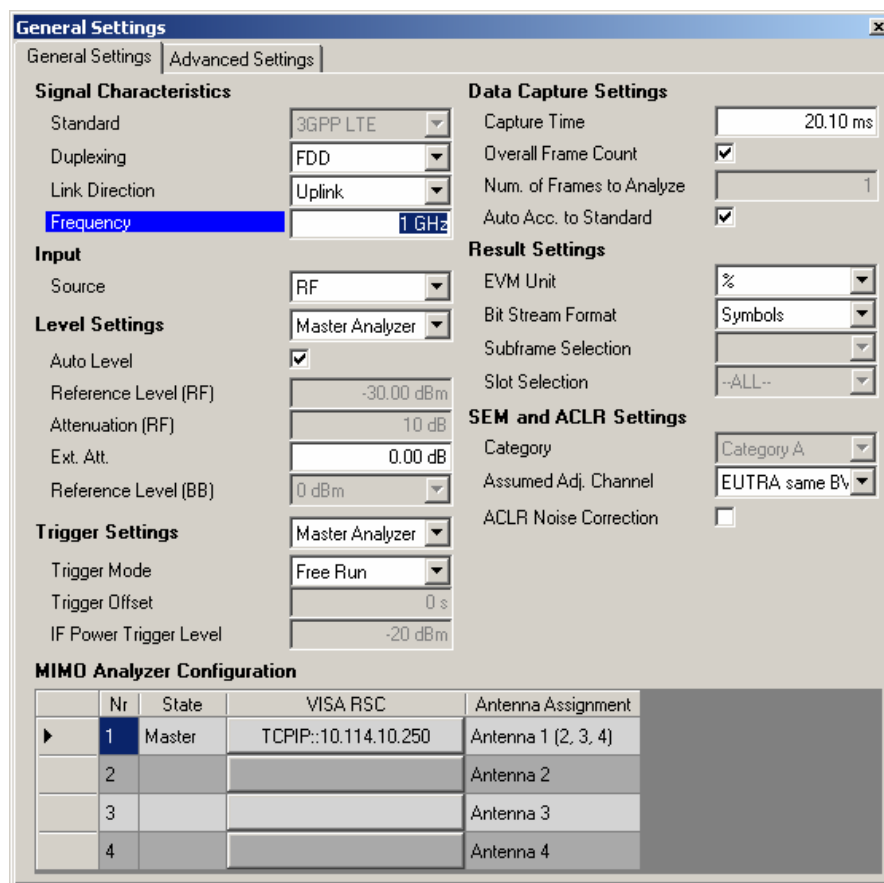 General Settings
General Settings Advanced Settings
Signal Characteristics
Standard 3GPP LTE
Duplexing FDD
Link Direction Uplink
Frequency 1 GHz
Input
Source RF
Level Settings Master Analyzer
Auto Level
Reference Level (RF) -30.00 dBm
Attenuation (RF) 10 dB
Ext. Att. 0.00 dB
Reference Level (BB) 0 dBm
Trigger Settings Master Analyzer
Trigger Mode Free Run
Trigger Offset 0 s
IF Power Trigger Level -20 dBm
Data Capture Settings
Capture Time 20.10 ms
Overall Frame Count
Num. of Frames to Analyze 1
Auto Acc. to Standard
Result Settings
EVM Unit %
Bit Stream Format Symbols
Subframe Selection
Slot Selection --ALL--
SEM and ACLR Settings
Category Category A
Assumed Adj. Channel EUTRA same BW
ACLR Noise Correction
MIMO Analyzer Configuration
Nr State VISA RSC Antenna Assignment
1 Master TCPIP::10.114.10.250 Antenna 1 (2, 3, 4)
2 Antenna 2
3 Antenna 3
4 Antenna 4